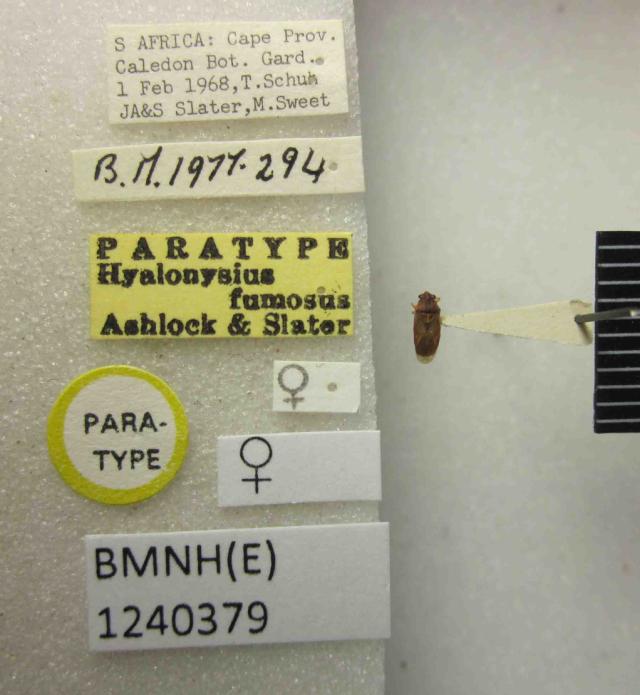 S AFRICA: Cape Prov.
Caledon Bot. Gard.
1 Feb 1968,T.Schuh
JA&S Slater,M.Sweet
B.M.1977-294
PARATYPE
Hyalonysius
fumosus
Ashlock & Slater
♀
PARA-
TYPE
♀
BMNH(E)
1240379